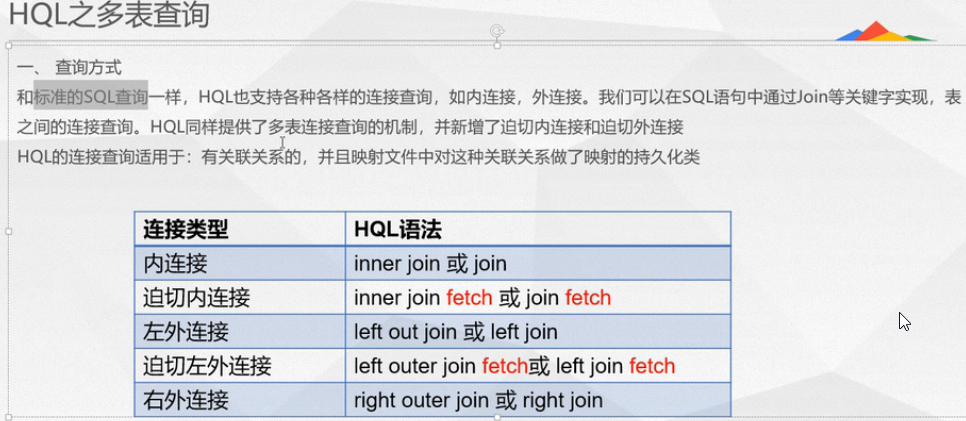 HQL之多表查询
一、 查询方式
和标准的SQL查询一样，HQL也支持各种各样的连接查询，如内连接，外连接。我们可以在SQL语句中通过Join等关键字实现，表
之间的连接查询。HQL同样提供了多表连接查询的机制，并新增了迫切内连接和迫切外连接
HQL的连接查询适用于：有关联关系的，并且映射文件中对这种关联关系做了映射的持久化类
连接类型 HQL语法
内连接 inner join 或 join
迫切内连接 inner join fetch 或 join fetch
左外连接 left out join 或 left join
迫切左外连接 left outer join fetch或 left join fetch
右外连接 right outer join 或 right join